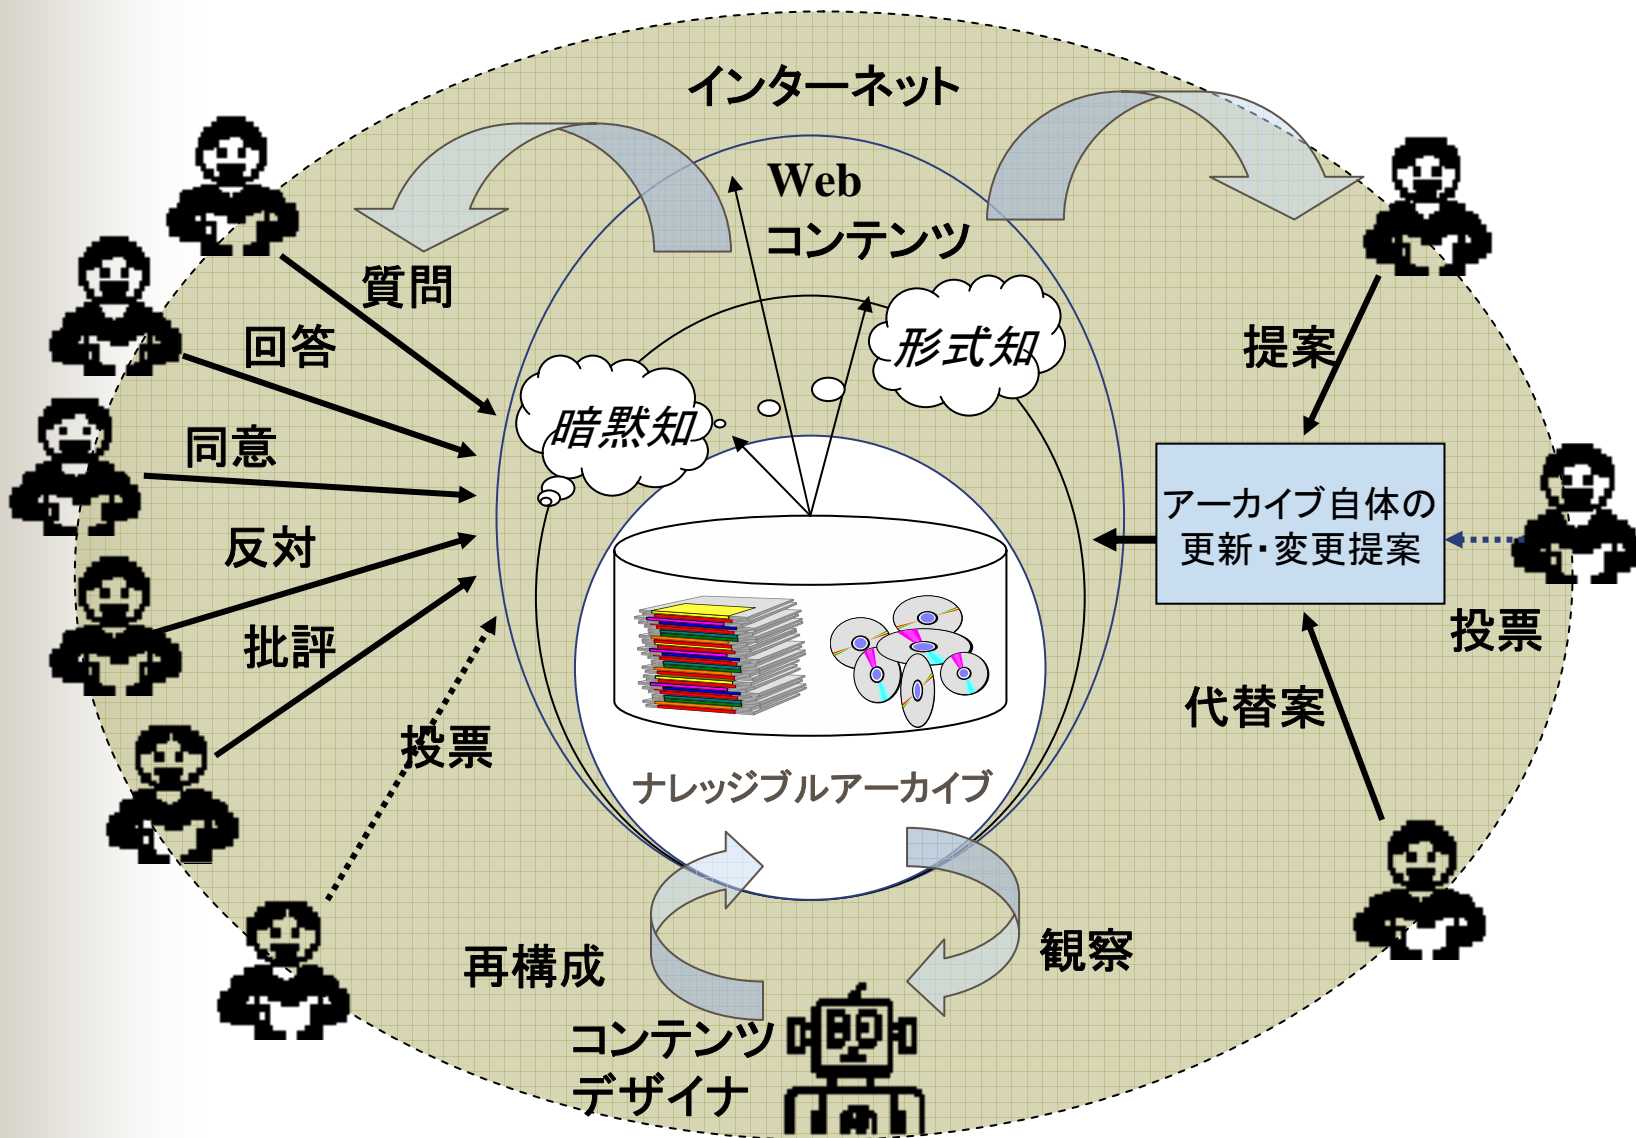 インターネット
Web
コンテンツ
質問
回答
形式知
提案
暗黙知
同意
アーカイブ自体の
更新・変更提案
反対
批評
投票
代替案
投票
ナレッジブルアーカイブ
再構成
観察
コンテンツ
デザイナ